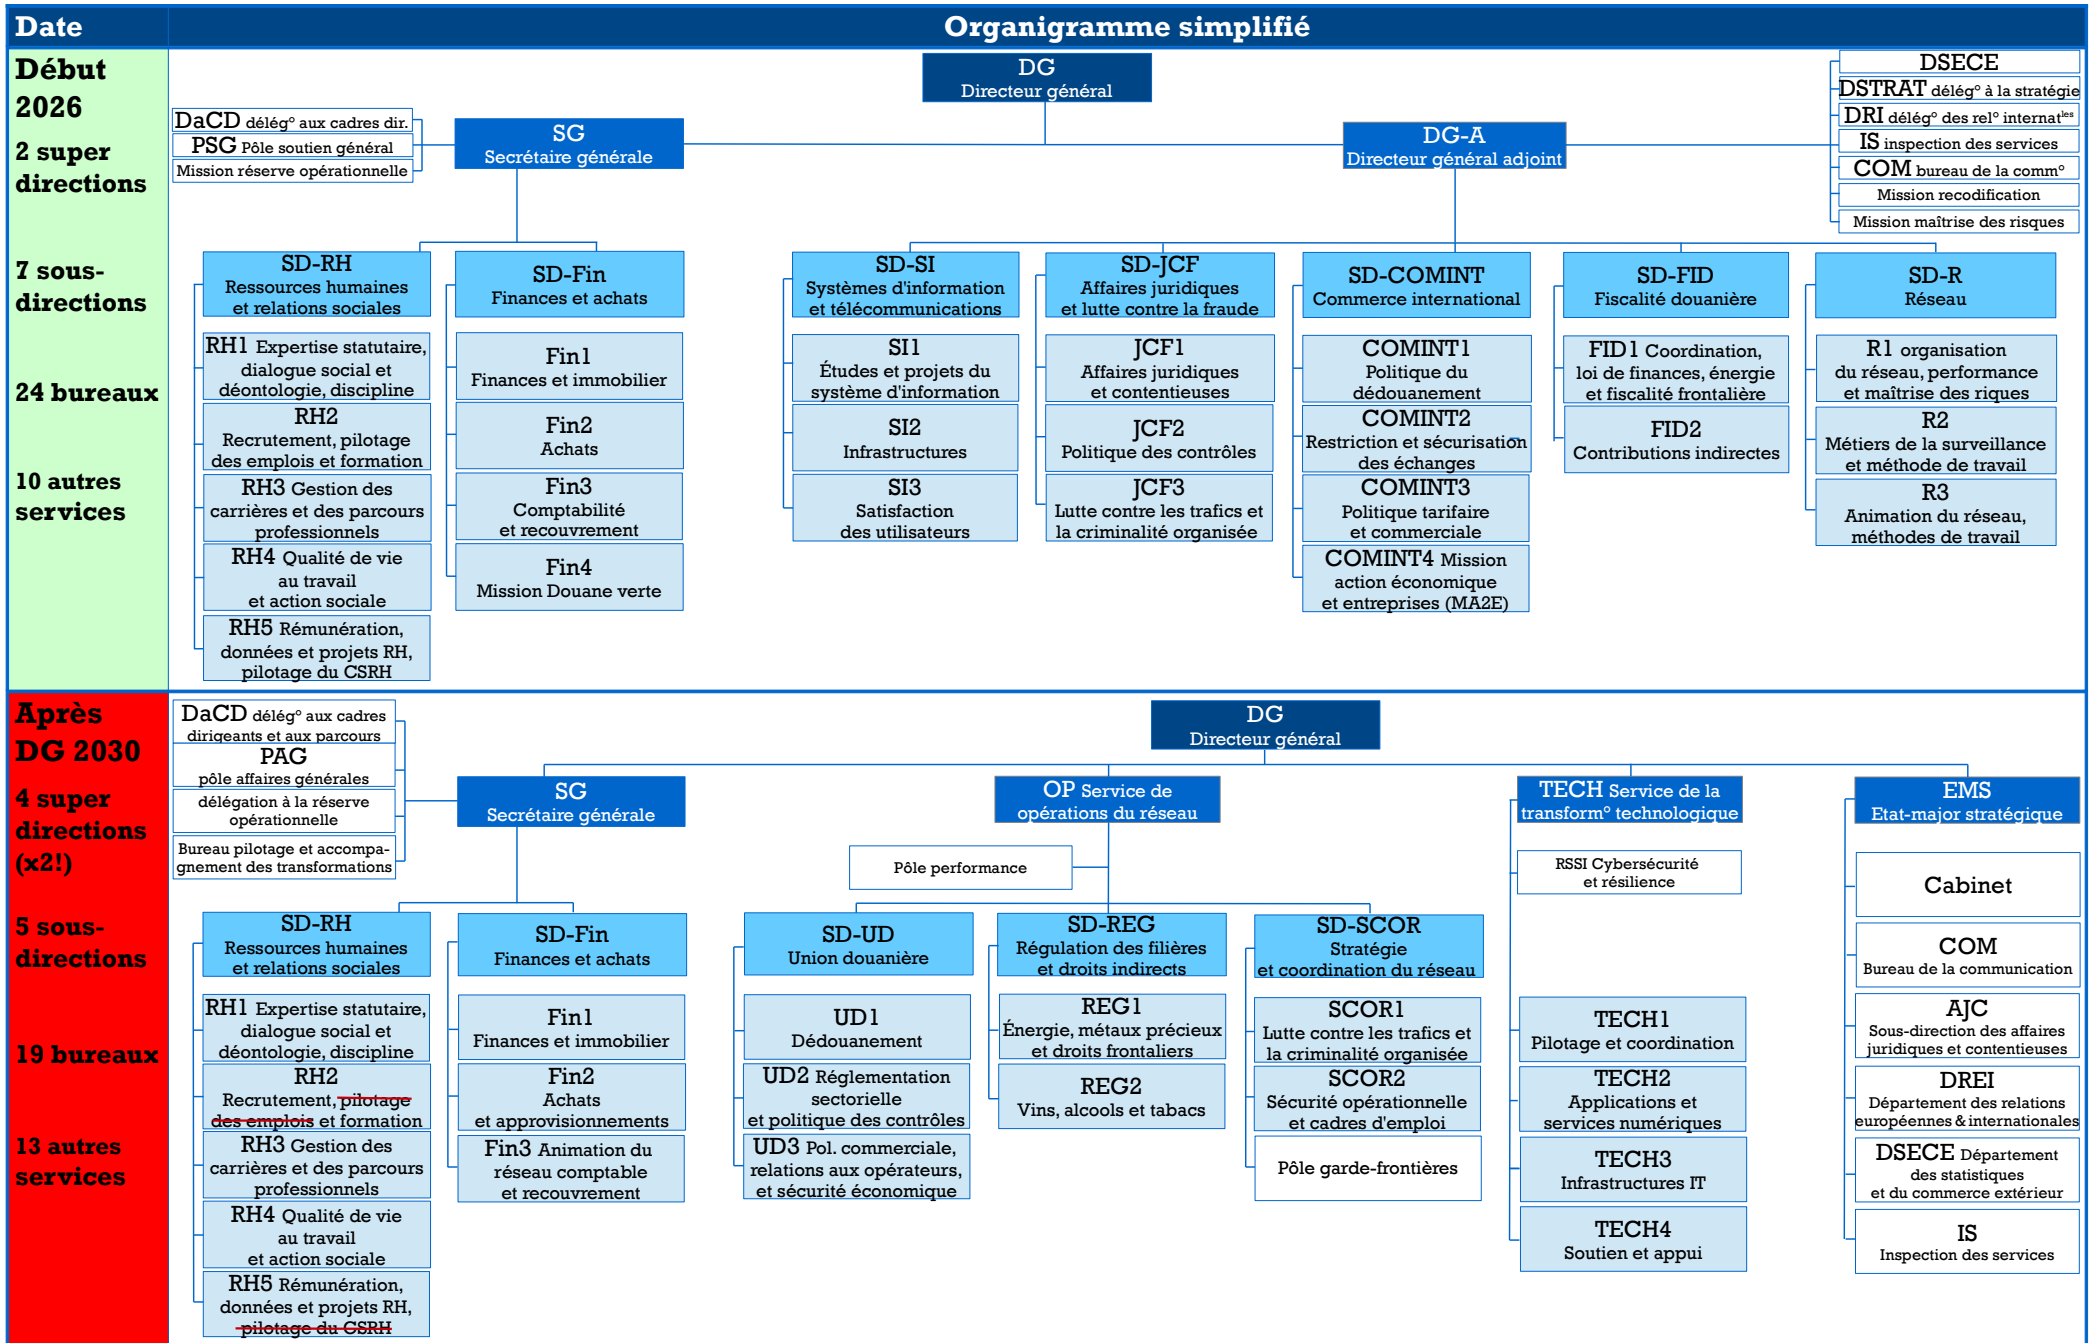 Date
Organigramme simplifié
Début
2026
2 super
directions
7 sous-
directions
24 bureaux
10 autres
services
DG
Directeur général
DaCD délég° aux cadres dir.
PSG Pôle soutien général
Mission réserve opérationnelle
SG
Secrétaire générale
DG-A
Directeur général adjoint
DSECE
DSTRAT délég° à la stratégie
DRI délég° des rel° internatles
IS inspection des services
COM bureau de la comm°
Mission recodification
Mission maîtrise des risques
SD-RH
Ressources humaines
et relations sociales
RH1 Expertise statutaire,
dialogue social et
déontologie, discipline
RH2
Recrutement, pilotage
des emplois et formation
RH3 Gestion des
carrières et des parcours
professionnels
RH4 Qualité de vie
au travail
et action sociale
RH5 Rémunération,
données et projets RH,
pilotage du CSRH
SD-Fin
Finances et achats
Fin1
Finances et immobilier
Fin2
Achats
Fin3
Comptabilité
et recouvrement
Fin4
Mission Douane verte
SD-SI
Systèmes d'information
et télécommunications
SI1
Études et projets du
système d'information
SI2
Infrastructures
SI3
Satisfaction
des utilisateurs
SD-JCF
Affaires juridiques
et lutte contre la fraude
JCF1
Affaires juridiques
et contentieuses
JCF2
Politique des contrôles
JCF3
Lutte contre les trafics et
la criminalité organisée
SD-COMINT
Commerce international
COMINT1
Politique du
dédouanement
COMINT2
Restriction et sécurisation
des échanges
COMINT3
Politique tarifaire
et commerciale
COMINT4 Mission
action économique
et entreprises (MA2E)
SD-FID
Fiscalité douanière
FID1 Coordination,
loi de finances, énergie
et fiscalité frontalière
FID2
Contributions indirectes
SD-R
Réseau
R1 organisation
du réseau, performance
et maîtrise des riques
R2
Métiers de la surveillance
et méthode de travail
R3
Animation du réseau,
méthodes de travail
Après
DG 2030
4 super
directions
(x2!)
5 sous-
directions
19 bureaux
13 autres
services
DG
Directeur général
DaCD délég° aux cadres
dirigeants et aux parcours
PAG
pôle affaires générales
délégation à la réserve
opérationnelle
Bureau pilotage et accompa-
gnement des transformations
SG
Secrétaire générale
OP Service de
opérations du réseau
TECH Service de la
transform° technologique
EMS
Etat-major stratégique
Pôle performance
RSSI Cybersécurité
et résilience
SD-RH
Ressources humaines
et relations sociales
RH1 Expertise statutaire,
dialogue social et
déontologie, discipline
RH2
Recrutement, pilotage
des emplois et formation
RH3 Gestion des
carrières et des parcours
professionnels
RH4 Qualité de vie
au travail
et action sociale
RH5 Rémunération,
données et projets RH,
pilotage du CSRH
SD-Fin
Finances et achats
Fin1
Finances et immobilier
Fin2
Achats
et approvisionnements
Fin3 Animation du
réseau comptable
et recouvrement
SD-UD
Union douanière
UD1
Dédouanement
UD2 Réglementation
sectorielle
et politique des contrôles
UD3 Pol. commerciale,
relations aux opérateurs,
et sécurité économique
SD-REG
Régulation des filières
et droits indirects
REG1
Énergie, métaux précieux
et droits frontaliers
REG2
Vins, alcools et tabacs
SD-SCOR
Stratégie
et coordination du réseau
SCOR1
Lutte contre les trafics et
la criminalité organisée
SCOR2
Sécurité opérationnelle
et cadres d'emploi
Pôle garde-frontières
TECH1
Pilotage et coordination
TECH2
Applications et
services numériques
TECH3
Infrastructures IT
TECH4
Soutien et appui
Cabinet
COM
Bureau de la communication
AJC
Sous-direction des affaires
juridiques et contentieuses
DREI
Département des relations
européennes & internationales
DSECE Département
des statistiques
et du commerce extérieur
IS
Inspection des services